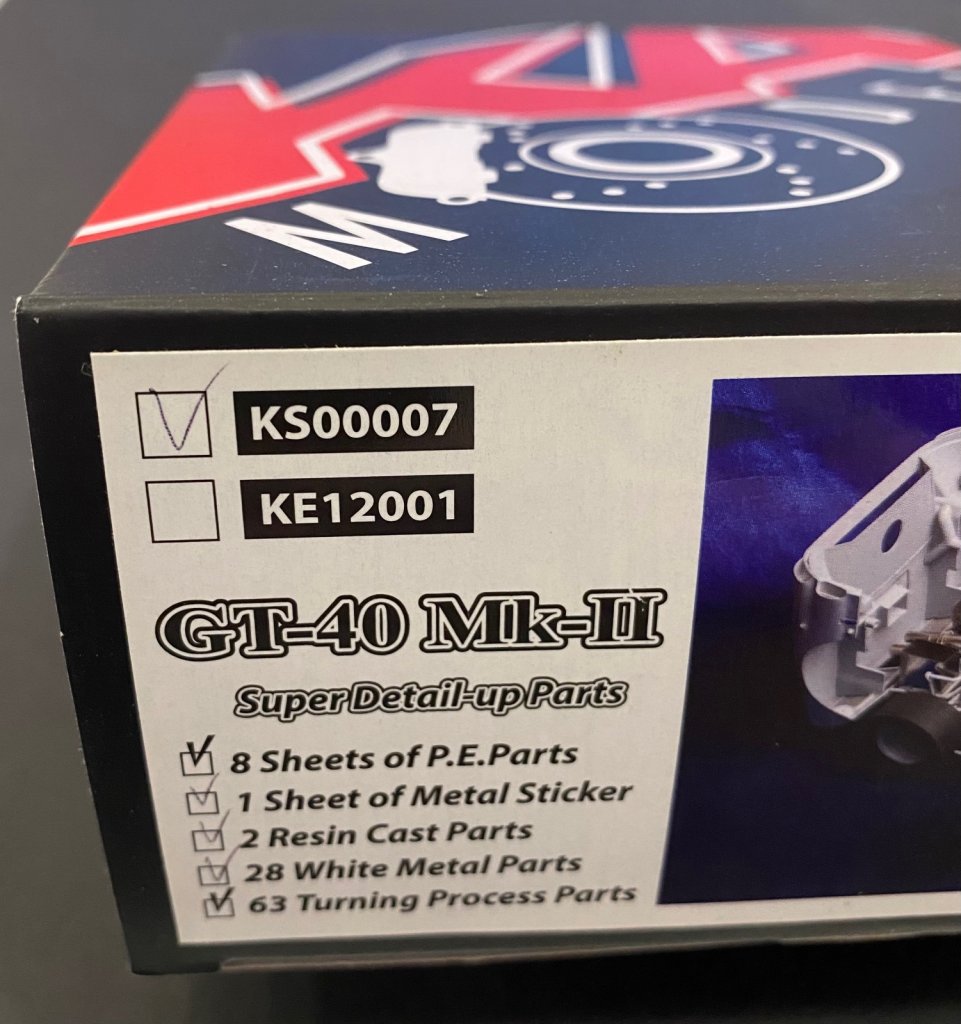 KS00007
KE12001
GT-40 Mk-II
Super Detail-up Parts
8 Sheets of P.E.Parts
1 Sheet of Metal Sticker
2 Resin Cast Parts
28 White Metal Parts
63 Turning Process Parts